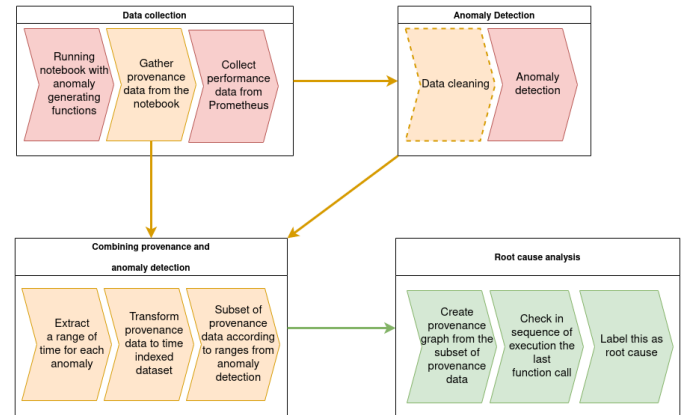 Data collection
Running
notebook with
anomaly
generating
functions
Gather
provenance
data from the
notebook
Collect
performance
data from
Prometheus
Anomaly Detection
Data cleaning
Anomaly
detection
Combining provenance and
anomaly detection
Extract
a range of
time for each
anomaly
Transform
provenance
data to time
indexed
dataset
Subset of
provenance
data according
to ranges from
anomaly
detection
Root cause analysis
Create
provenance
graph from the
subset of
provenance
data
Check in
sequence of
execution the
last
function call
Label this as
root cause